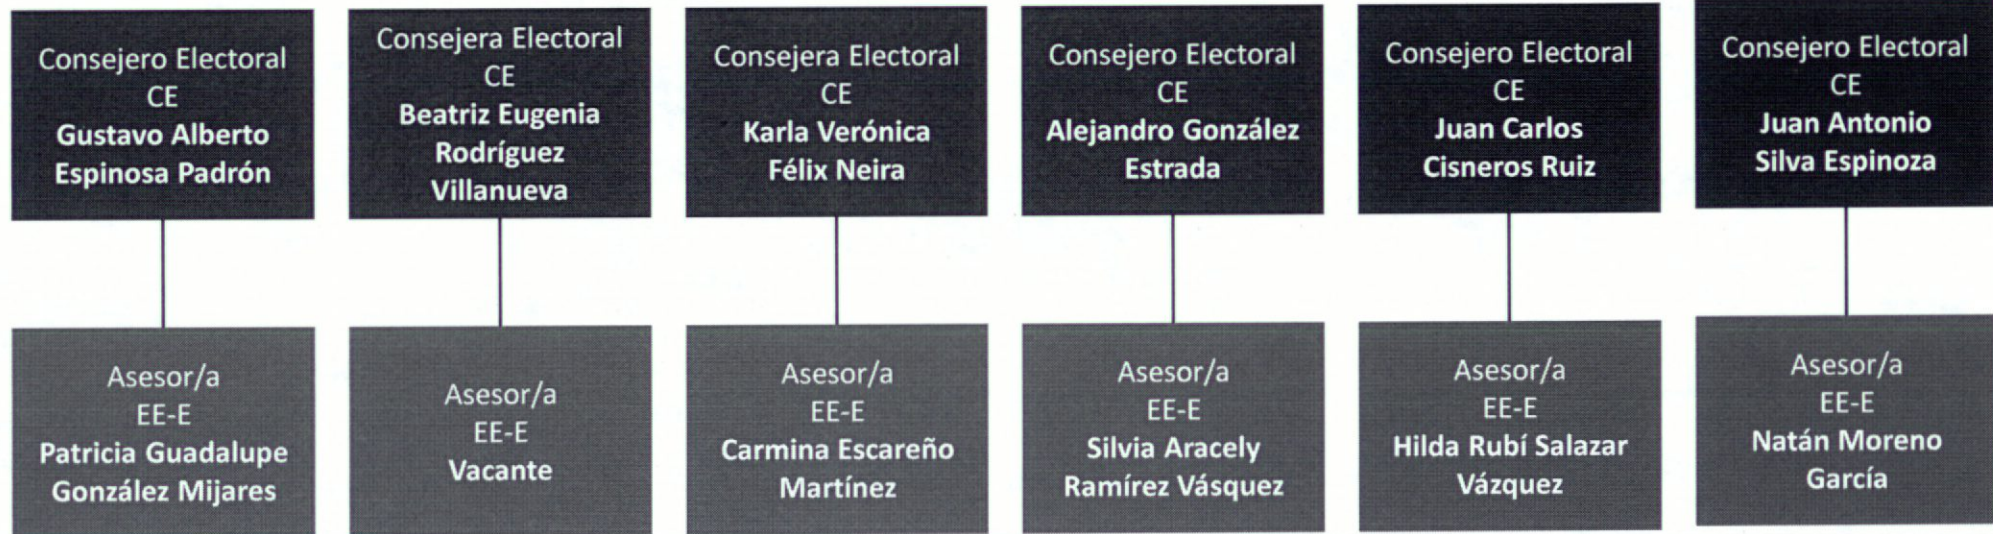 Consejero Electoral
CE
Gustavo Alberto
Espinosa Padrón
Consejera Electoral
CE
Beatriz Eugenia
Rodríguez
Villanueva
Consejera Electoral
CE
Karla Verónica
Félix Neira
Consejero Electoral
CE
Alejandro González
Estrada
Consejero Electoral
CE
Juan Carlos
Cisneros Ruiz
Consejero Electoral
CE
Juan Antonio
Silva Espinoza
Asesor/a
EE-E
Patricia Guadalupe
González Mijares
Asesor/a
EE-E
Vacante
Asesor/a
EE-E
Carmina Escareño
Martínez
Asesor/a
EE-E
Silvia Aracely
Ramírez Vásquez
Asesor/a
EE-E
Hilda Rubí Salazar
Vázquez
Asesor/a
EE-E
Natán Moreno
García